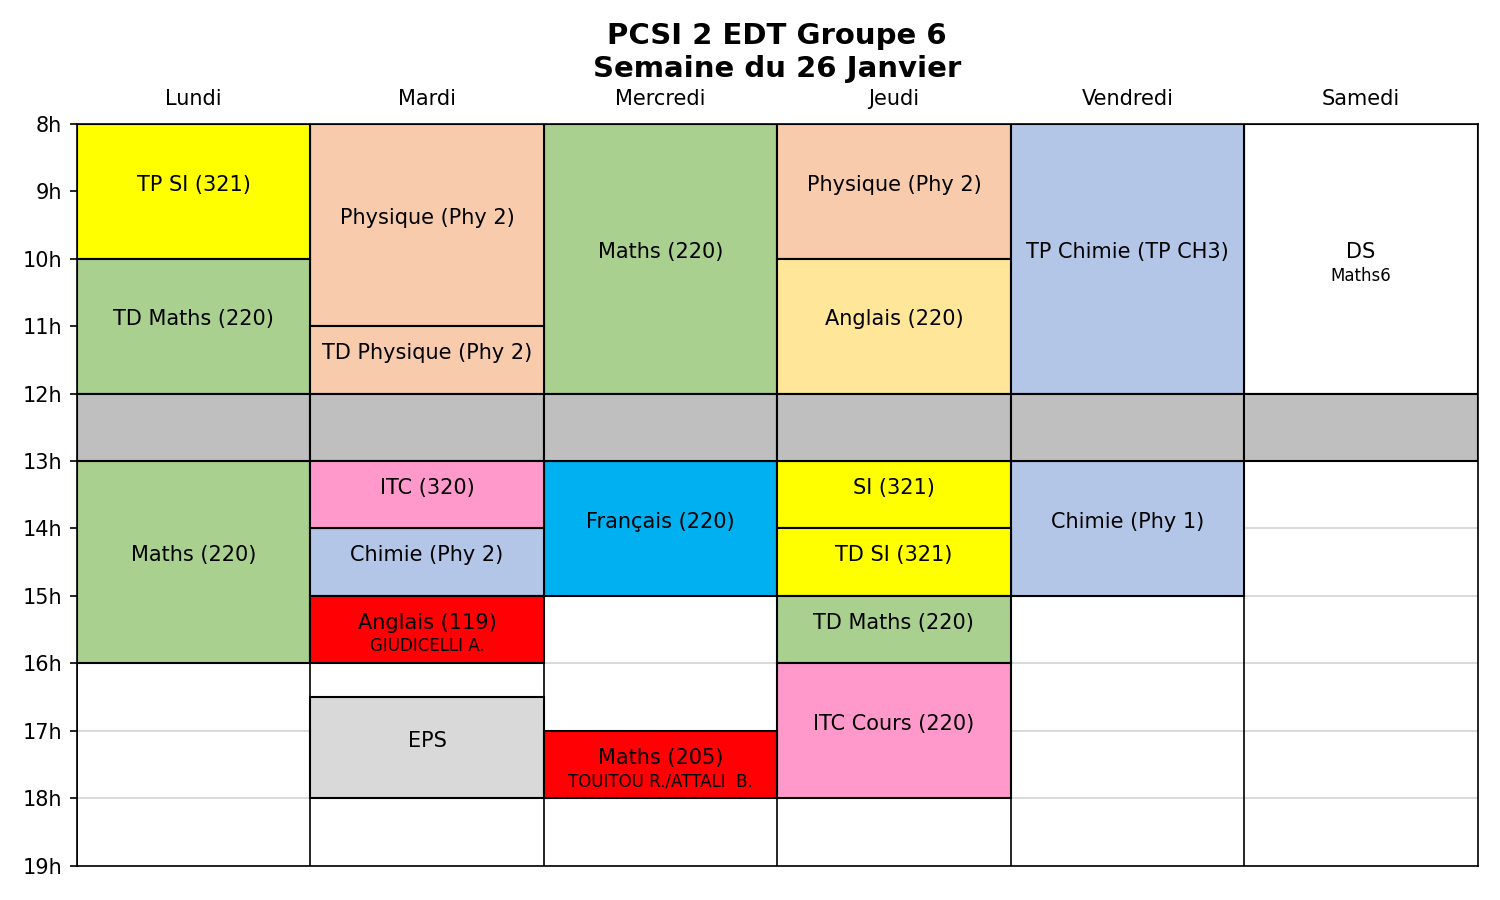 PCSI 2 EDT Groupe 6
Semaine du 26 Janvier
Lundi
Mardi
Mercredi
Jeudi
Vendredi
Samedi
8h
9h
10h
11h
12h
13h
14h
15h
16h
17h
18h
19h
TP SI (321)
TD Maths (220)
Maths (220)
Physique (Phy 2)
TD Physique (Phy 2)
ITC (320)
Chimie (Phy 2)
Anglais (119)
GIUDICELLI A.
EPS
Maths (220)
Français (220)
Maths (205)
TOUITOU R./ATTALI  B.
Physique (Phy 2)
Anglais (220)
SI (321)
TD SI (321)
TD Maths (220)
ITC Cours (220)
TP Chimie (TP CH3)
Chimie (Phy 1)
DS
Maths6